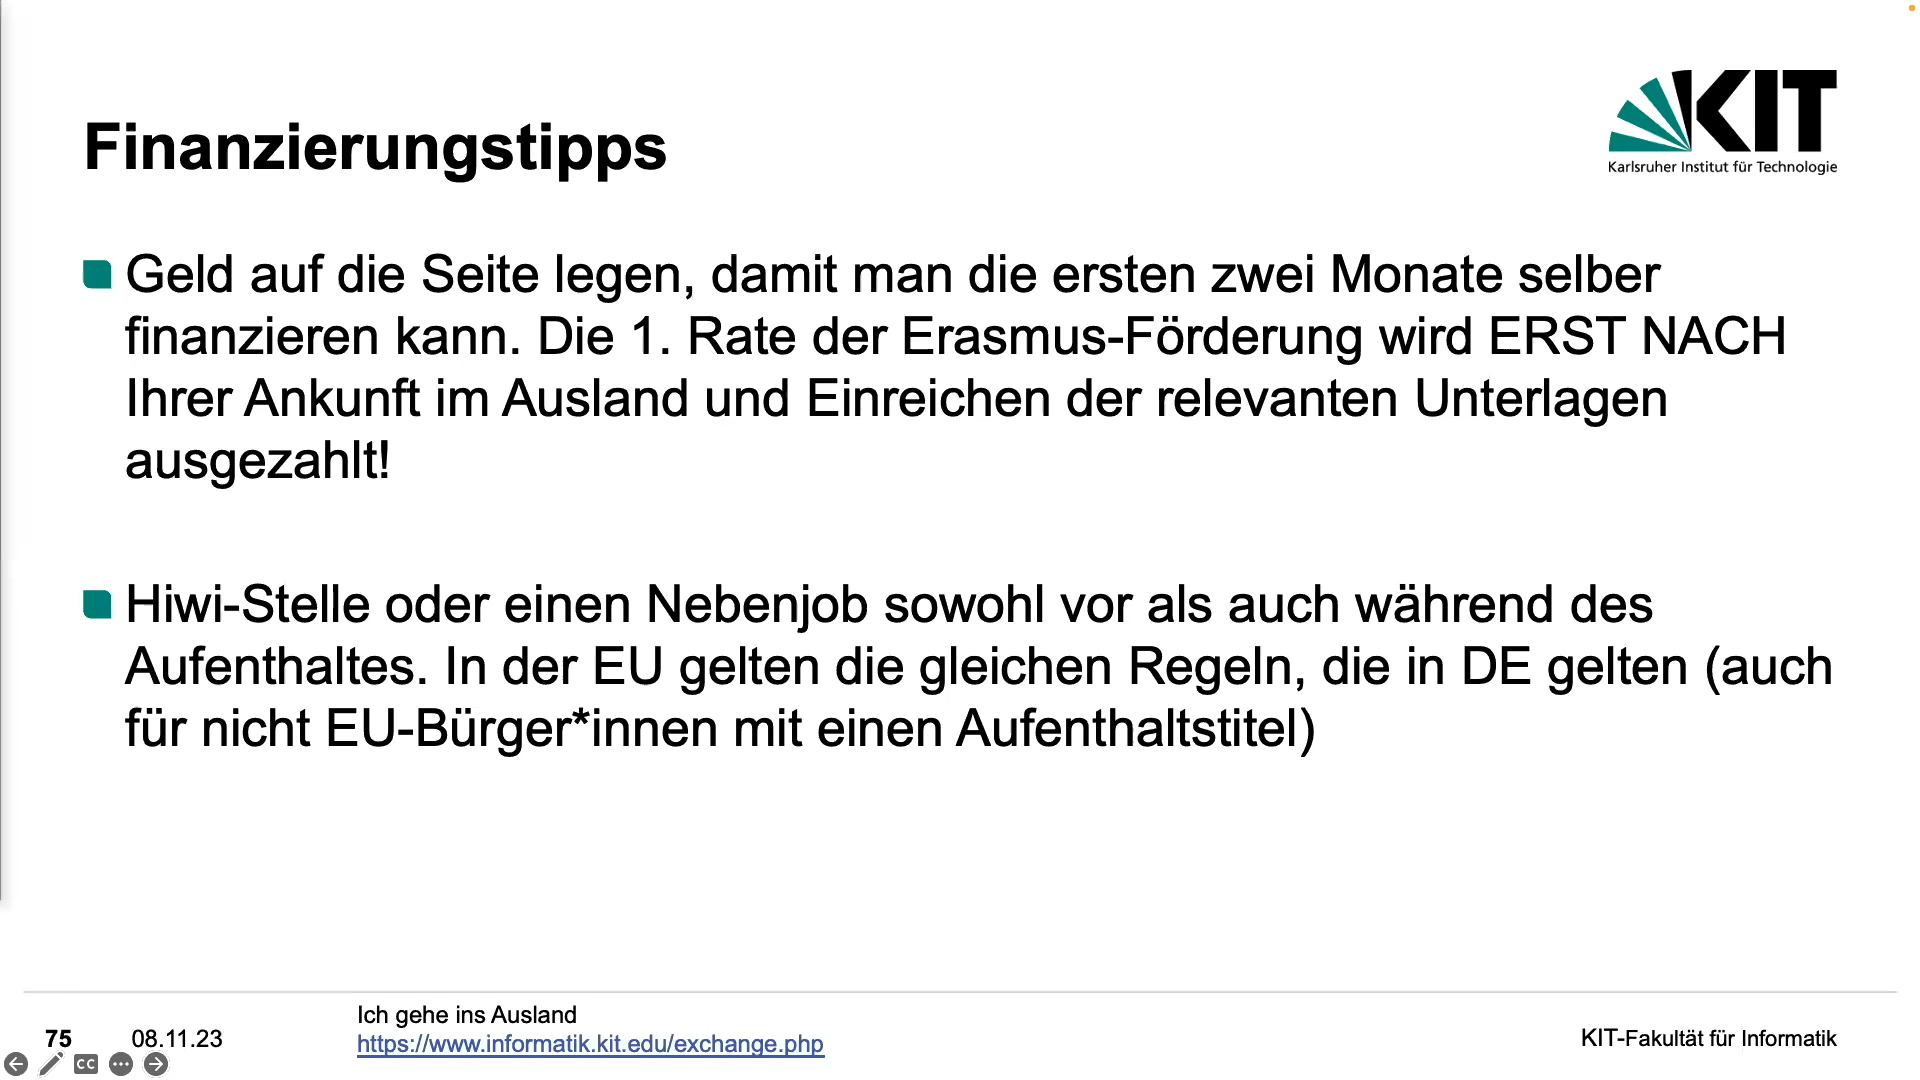 KIT
Karlsruher Institut für Technologie
Finanzierungstipps
Geld auf die Seite legen, damit man die ersten zwei Monate selber
finanzieren kann. Die 1. Rate der Erasmus-Förderung wird ERST NACH
Ihrer Ankunft im Ausland und Einreichen der relevanten Unterlagen
ausgezahlt!
Hiwi-Stelle oder einen Nebenjob sowohl vor als auch während des
Aufenthaltes. In der EU gelten die gleichen Regeln, die in DE gelten (auch
für nicht EU-Bürger*innen mit einen Aufenthaltstitel)
75
08.11.23
Ich gehe ins Ausland
https://www.informatik.kit.edu/exchange.php
KIT-Fakultät für Informatik
CC